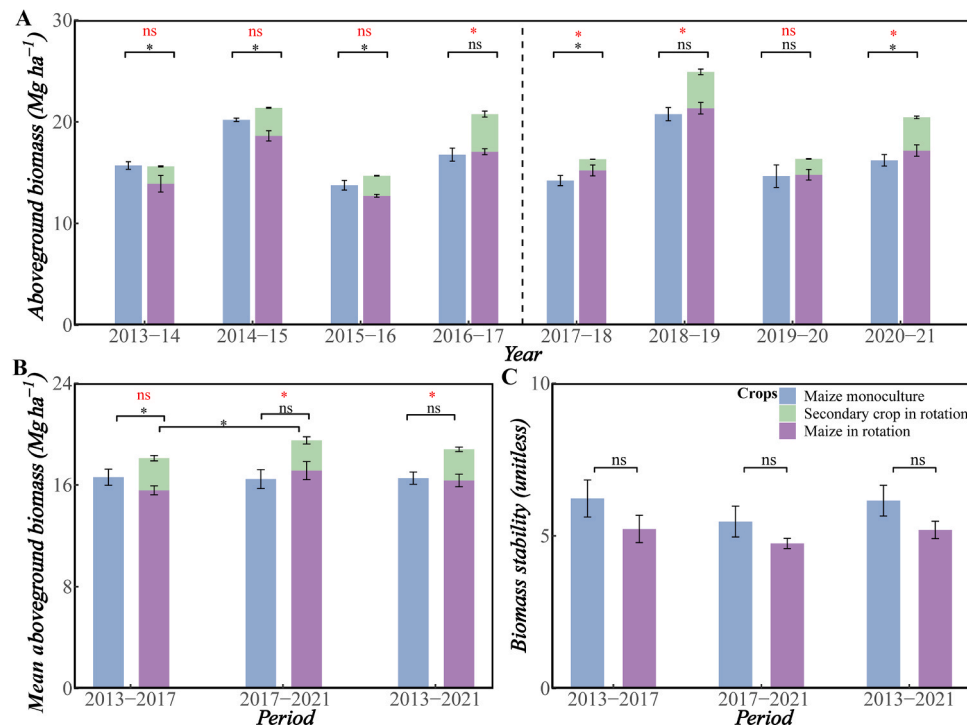 A
Aboveground biomass (Mg ha⁻¹)
30
20
10
0
ns ns ns * * * ns *
* * * ns * ns ns *
2013–14 2014–15 2015–16 2016–17 2017–18 2018–19 2019–20 2020–21
Year
B
Mean aboveground biomass (Mg ha⁻¹)
24
16
8
0
ns * *
* ns ns
*
2013–2017 2017–2021 2013–2021
Period
C
Biomass stability (unitless)
10
5
0
Crops
Maize monoculture
Secondary crop in rotation
Maize in rotation
ns ns ns
2013–2017 2017–2021 2013–2021
Period